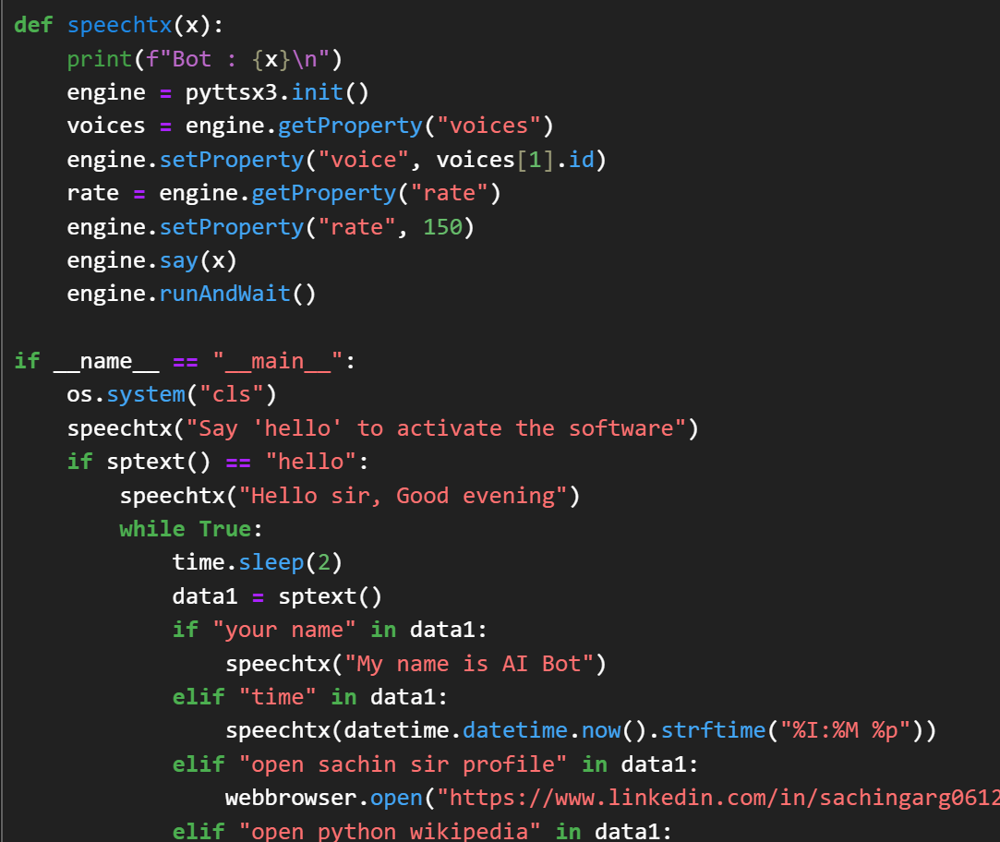 def speechtx(x):
    print(f"Bot : {x}\n")
    engine = pyttsx3.init()
    voices = engine.getProperty("voices")
    engine.setProperty("voice", voices[1].id)
    rate = engine.getProperty("rate")
    engine.setProperty("rate", 150)
    engine.say(x)
    engine.runAndWait()

if __name__ == "__main__":
    os.system("cls")
    speechtx("Say 'hello' to activate the software")
    if sptext() == "hello":
        speechtx("Hello sir, Good evening")
        while True:
            time.sleep(2)
            data1 = sptext()
            if "your name" in data1:
                speechtx("My name is AI Bot")
            elif "time" in data1:
                speechtx(datetime.datetime.now().strftime("%I:%M %p"))
            elif "open sachin sir profile" in data1:
                webbrowser.open("https://www.linkedin.com/in/sachingarg0612
            elif "open python wikipedia" in data1: